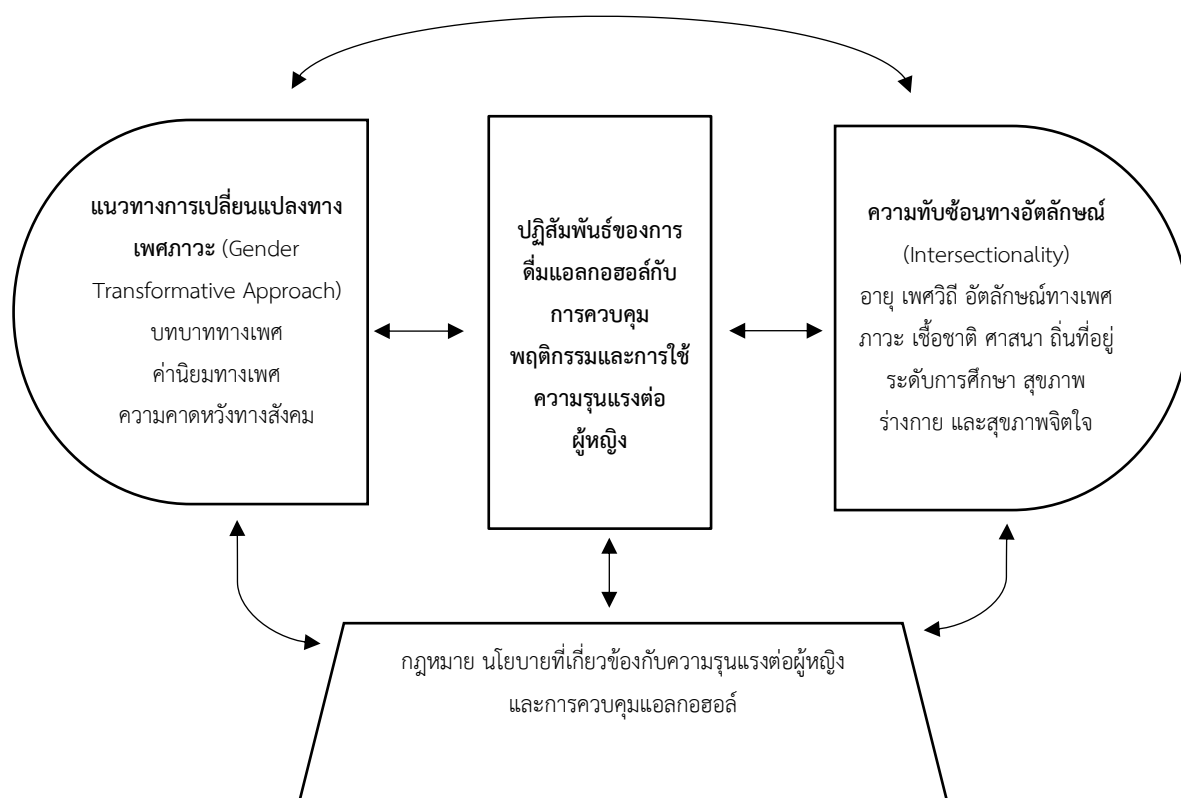 แนวทางการเปลี่ยนแปลงทาง
เพศภาวะ (Gender
Transformative Approach)
บทบาททางเพศ
ค่านิยมทางเพศ
ความคาดหวังทางสังคม
ปฏิสัมพันธ์ของการ
ดื่มแอลกอฮอล์กับ
การควบคุม
พฤติกรรมและการใช้
ความรุนแรงต่อ
ผู้หญิง
ความทับซ้อนทางอัตลักษณ์
(Intersectionality)
อายุ เพศวิถี อัตลักษณ์ทางเพศ
ภาวะ เชื้อชาติ ศาสนา ถิ่นที่อยู่
ระดับการศึกษา สุขภาพ
ร่างกาย และสุขภาพจิตใจ
กฎหมาย นโยบายที่เกี่ยวข้องกับความรุนแรงต่อผู้หญิง
และการควบคุมแอลกอฮอล์